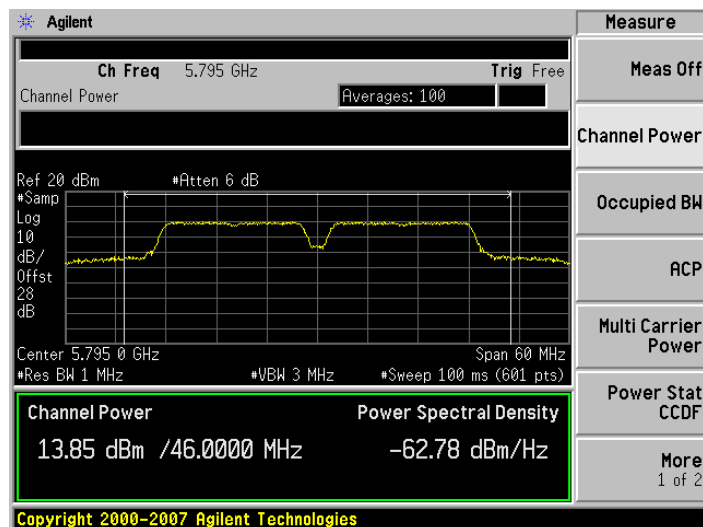 Agilent
Measure
Ch Freq 5.795 GHz Trig Free
Channel Power Averages: 100
Ref 20 dBm #Atten 6 dB
#Samp
Log
10
dB/
Offst
28
dB
Center 5.795 0 GHz Span 60 MHz
#Res BW 1 MHz #VBW 3 MHz #Sweep 100 ms (601 pts)
Channel Power Power Spectral Density
13.85 dBm /46.0000 MHz -62.78 dBm/Hz
Copyright 2000-2007 Agilent Technologies
Meas Off
Channel Power
Occupied BW
ACP
Multi Carrier
Power
Power Stat
CCDF
More
1 of 2